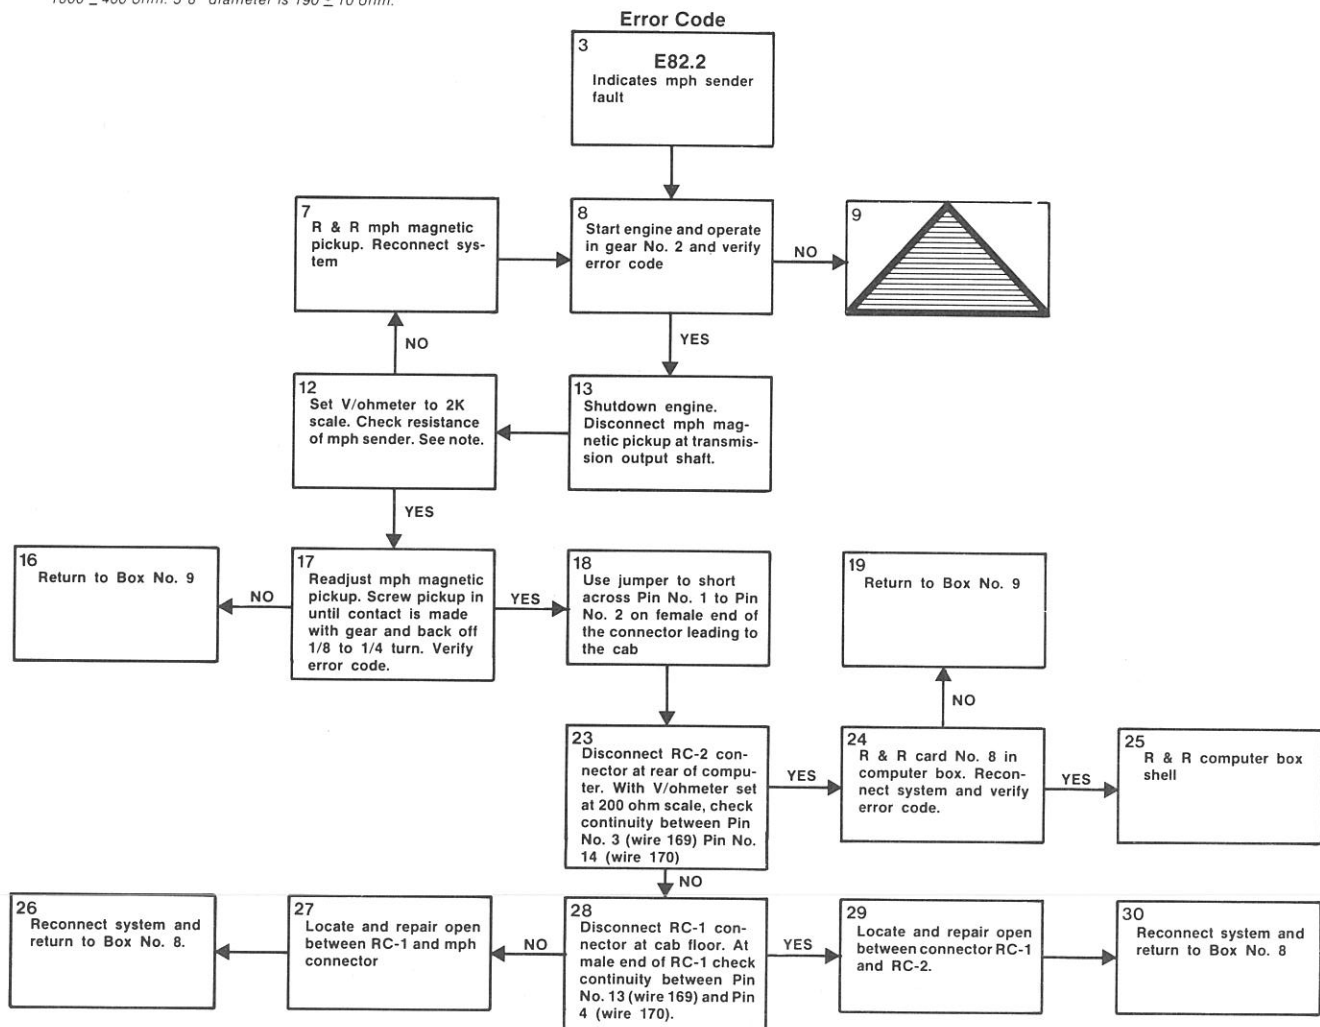 ohm. diameter is 190 ± 10 ohm.
Error Code
3
E82.2
Indicates mph sender
fault
7
R & R mph magnetic
pickup. Reconnect sys-
tem
8
Start engine and operate
in gear No. 2 and verify
error code
NO
9
NO
YES
12
Set V/ohmeter to 2K
scale. Check resistance
of mph sender. See note.
13
Shutdown engine.
Disconnect mph mag-
netic pickup at transmis-
sion output shaft.
YES
16
Return to Box No. 9
NO
17
Readjust mph magnetic
pickup. Screw pickup in
until contact is made
with gear and back off
1/8 to 1/4 turn. Verify
error code.
YES
18
Use jumper to short
across Pin No. 1 to Pin
No. 2 on female end of
the connector leading to
the cab
19
Return to Box No. 9
NO
23
Disconnect RC-2 con-
nector at rear of compu-
ter. With V/ohmeter set
at 200 ohm scale, check
continuity between Pin
No. 3 (wire 169) Pin No.
14 (wire 170)
YES
24
R & R card No. 8 in
computer box. Recon-
nect system and verify
error code.
YES
25
R & R computer box
shell
NO
26
Reconnect system and
return to Box No. 8.
27
Locate and repair open
between RC-1 and mph
connector
NO
28
Disconnect RC-1 con-
nector at cab floor. At
male end of RC-1 check
continuity between Pin
No. 13 (wire 169) and Pin
4 (wire 170).
YES
29
Locate and repair open
between connector RC-1
and RC-2.
30
Reconnect system and
return to Box No. 8